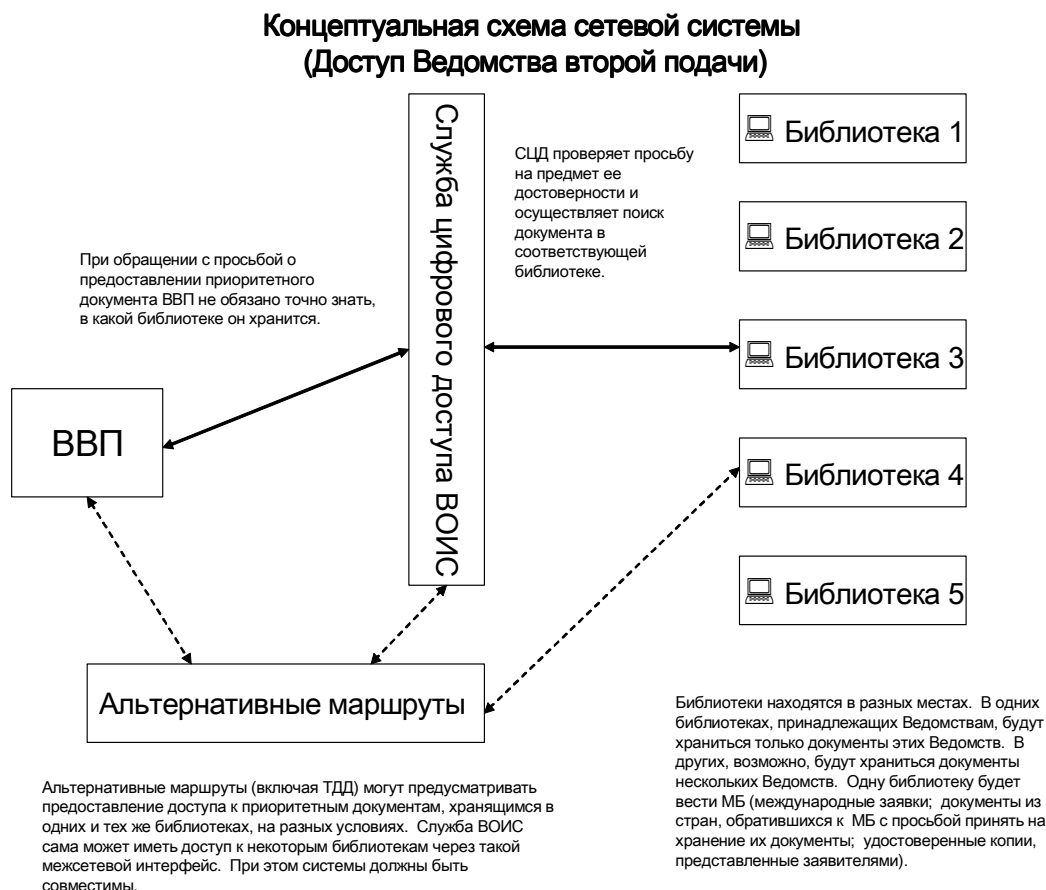 Концептуальная схема сетевой системы
(Доступ Ведомства второй подачи)
Служба цифрового доступа ВОИС
Библиотека 1
СЦД проверяет просьбу
на предмет ее
достоверности и
осуществляет поиск
документа в
соответствующей
библиотеке.
Библиотека 2
При обращении с просьбой о
предоставлении приоритетного
документа ВВП не обязано точно знать,
в какой библиотеке он хранится.
Библиотека 3
ВВП
Библиотека 4
Библиотека 5
Альтернативные маршруты
Библиотеки находятся в разных местах. В одних
библиотеках, принадлежащих Ведомствам, будут
храниться только документы этих Ведомств. В
других, возможно, будут храниться документы
нескольких Ведомств. Одну библиотеку будет
вести МБ (международные заявки; документы из
стран, обратившихся к МБ с просьбой принять на
хранение их документы; удостоверенные копии,
представленные заявителями).
Альтернативные маршруты (включая ТДД) могут предусматривать
предоставление доступа к приоритетным документам, хранящимся в
одних и тех же библиотеках, на разных условиях. Служба ВОИС
сама может иметь доступ к некоторым библиотекам через такой
межсетевой интерфейс. При этом системы должны быть
совместимы.